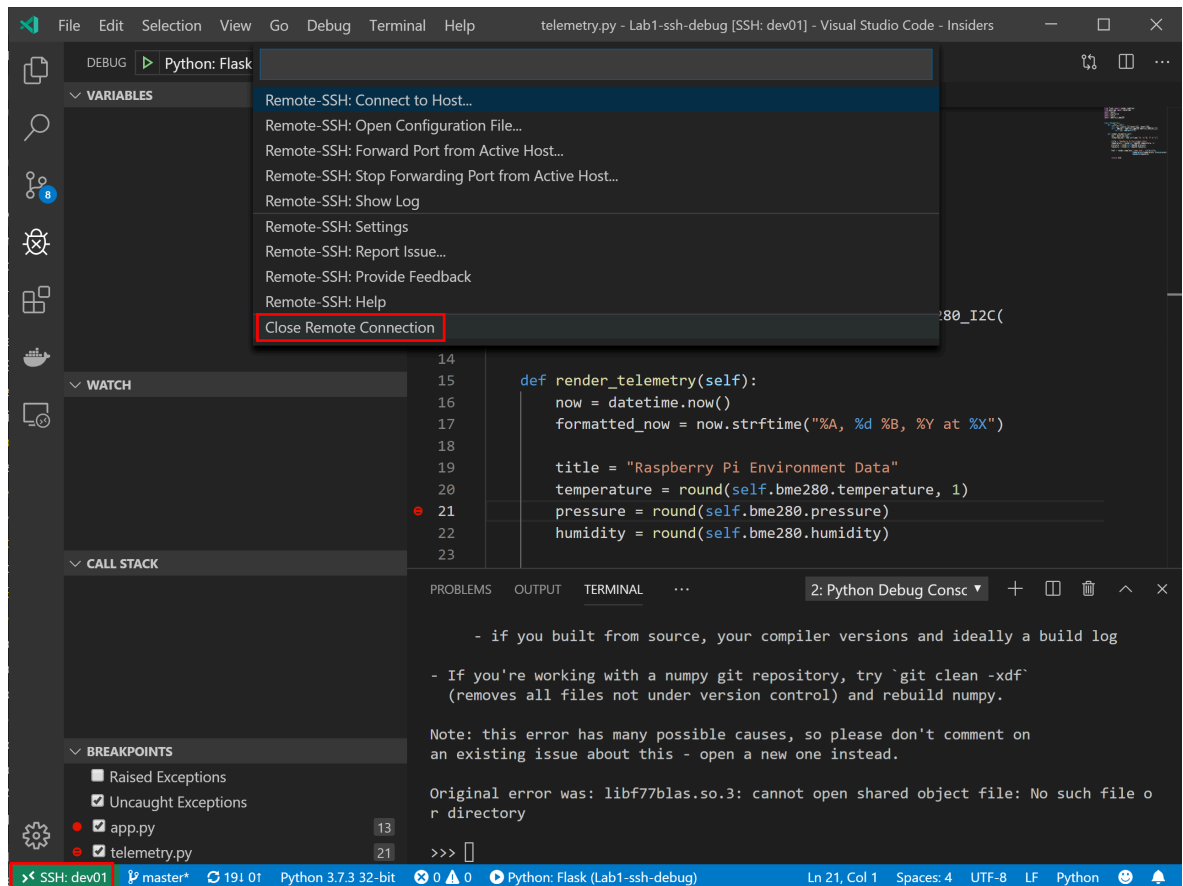 File Edit Selection View Go Debug Terminal Help telemetry.py - Lab1-ssh-debug [SSH: dev01] - Visual Studio Code - Insiders
DEBUG Python: Flask
VARIABLES
Remote-SSH: Connect to Host...
Remote-SSH: Open Configuration File...
Remote-SSH: Forward Port from Active Host...
Remote-SSH: Stop Forwarding Port from Active Host...
Remote-SSH: Show Log
Remote-SSH: Settings
Remote-SSH: Report Issue...
Remote-SSH: Provide Feedback
Remote-SSH: Help
Close Remote Connection
8
280_I2C(
14
15 def render_telemetry(self):
16 now = datetime.now()
17 formatted_now = now.strftime("%A, %d %B, %Y at %X")
18
19 title = "Raspberry Pi Environment Data"
20 temperature = round(self.bme280.temperature, 1)
21 pressure = round(self.bme280.pressure)
22 humidity = round(self.bme280.humidity)
23
WATCH
CALL STACK
BREAKPOINTS
Raised Exceptions
Uncaught Exceptions
app.py 13
telemetry.py 21
PROBLEMS OUTPUT TERMINAL ... 2: Python Debug Consc
- if you built from source, your compiler versions and ideally a build log
- If you're working with a numpy git repository, try `git clean -xdf`
(removes all files not under version control) and rebuild numpy.
Note: this error has many possible causes, so please don't comment on
an existing issue about this - open a new one instead.
Original error was: libf77blas.so.3: cannot open shared object file: No such file o
r directory
>>>
SSH: dev01 master* 19↓ 0↑ Python 3.7.3 32-bit 0 0 Python: Flask (Lab1-ssh-debug) Ln 21, Col 1 Spaces: 4 UTF-8 LF Python